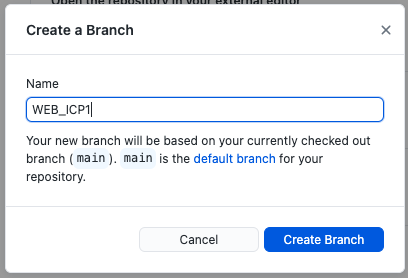 Open the repository in your external editor
Create a Branch
Name
WEB_ICP1
Your new branch will be based on your currently checked out
branch ( main ). main is the default branch for your
repository.
Cancel
Create Branch